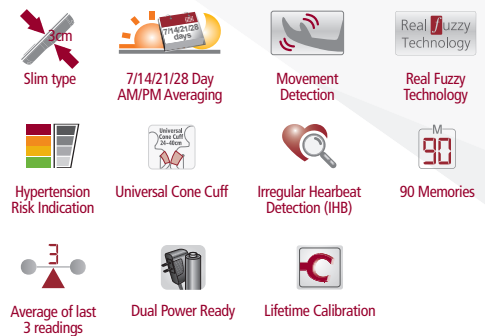 3cm
7/14/21/28
days
Real fuzzy
Technology
Slim type
7/14/21/28 Day
AM/PM Averaging
Movement
Detection
Real Fuzzy
Technology
Universal
Cone Cuff
24-40cm
M
90
Hypertension
Risk Indication
Universal Cone Cuff
Irregular Hearbeat
Detection (IHB)
90 Memories
3
C
Average of last
3 readings
Dual Power Ready
Lifetime Calibration